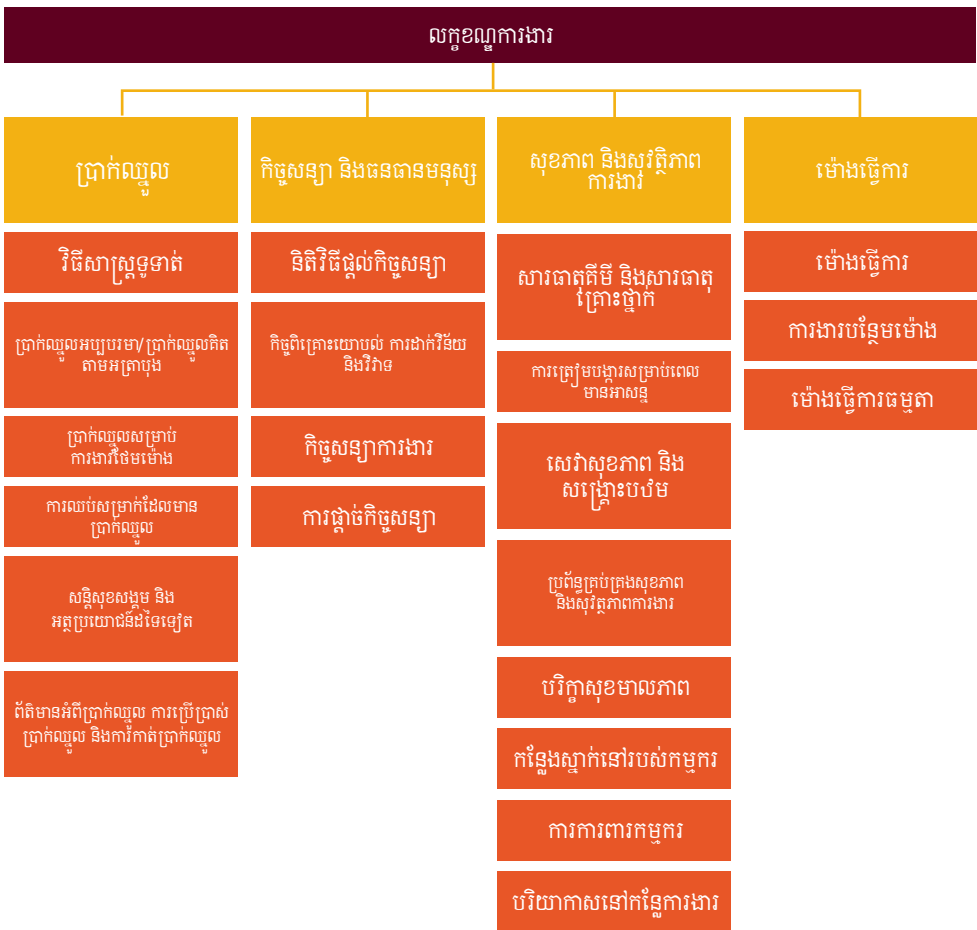 លក្ខខណ្ឌការងារ
ប្រាក់ឈ្នួល
វិធីសាស្ត្រទូទាត់
ប្រាក់ឈ្នួលអប្បបរមា/ប្រាក់ឈ្នួលគិត
តាមអត្រាបុង
ប្រាក់ឈ្នួលសម្រាប់
ការងារថែមម៉ោង
ការឈប់សម្រាក់ដែលមាន
ប្រាក់ឈ្នួល
សន្តិសុខសង្គម និង
អត្ថប្រយោជន៍ដទៃទៀត
ព័ត៌មានអំពីប្រាក់ឈ្នួល ការប្រើប្រាស់
ប្រាក់ឈ្នួល និងការកាត់ប្រាក់ឈ្នួល
កិច្ចសន្យា និងធនធានមនុស្ស
និតិវិធីផ្តល់កិច្ចសន្យា
កិច្ចពិគ្រោះយោបល់ ការដាក់វិន័យ
និងវិវាទ
កិច្ចសន្យាការងារ
ការផ្តាច់កិច្ចសន្យា
សុខភាព និងសុវត្ថិភាព
ការងារ
សារធាតុគីមី និងសារធាតុ
គ្រោះថ្នាក់
ការត្រៀមបង្ការសម្រាប់ពេល
មានអាសន្ន
សេវាសុខភាព និង
សង្គ្រោះបឋម
ប្រព័ន្ធគ្រប់គ្រងសុខភាព
និងសុវត្ថភាពការងារ
បរិក្ខាសុខមាលភាព
កន្លែងស្នាក់នៅរបស់កម្មករ
ការការពារកម្មករ
បរិយាកាសនៅកន្លែការងារ
ម៉ោងធ្វើការ
ម៉ោងធ្វើការ
ការងារបន្ថែមម៉ោង
ម៉ោងធ្វើការធម្មតា